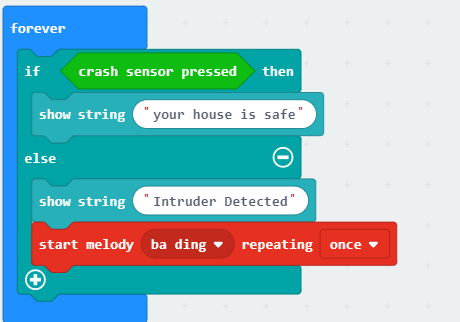 forever
if crash sensor pressed then
show string "your house is safe"
else
show string "Intruder Detected"
start melody ba ding repeating once